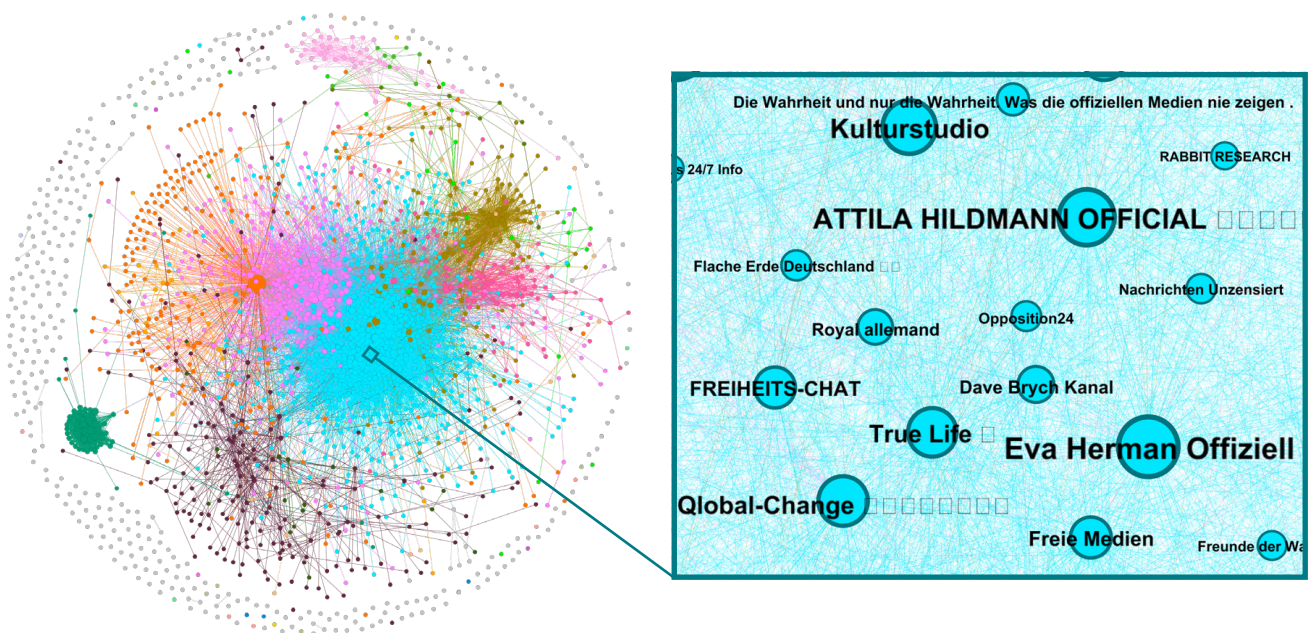 Die Wahrheit und nur die Wahrheit. Was die offiziellen Medien nie zeigen .
Kulturstudio
RABBIT RESEARCH
s 24/7 Info
ATTILA HILDMANN OFFICIAL
Flache Erde Deutschland
Nachrichten Unzensiert
Opposition24
Royal allemand
FREIHEITS-CHAT
Dave Brych Kanal
True Life
Eva Herman Offiziell
Qlobal-Change
Freie Medien
Freunde der Wa